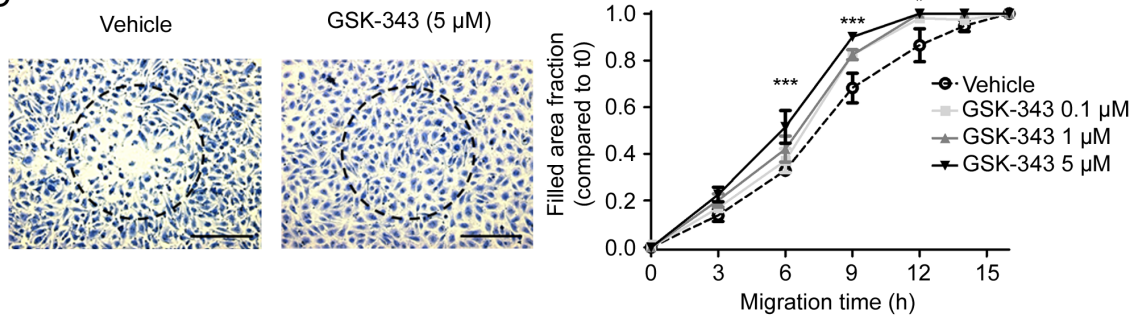 Vehicle
GSK-343 (5 µM)
Filled area fraction
(compared to t0)
1.0
0.8
0.6
0.4
0.2
0.0
***
***
*
0
3
6
9
12
15
Migration time (h)
Vehicle
GSK-343 0.1 µM
GSK-343 1 µM
GSK-343 5 µM